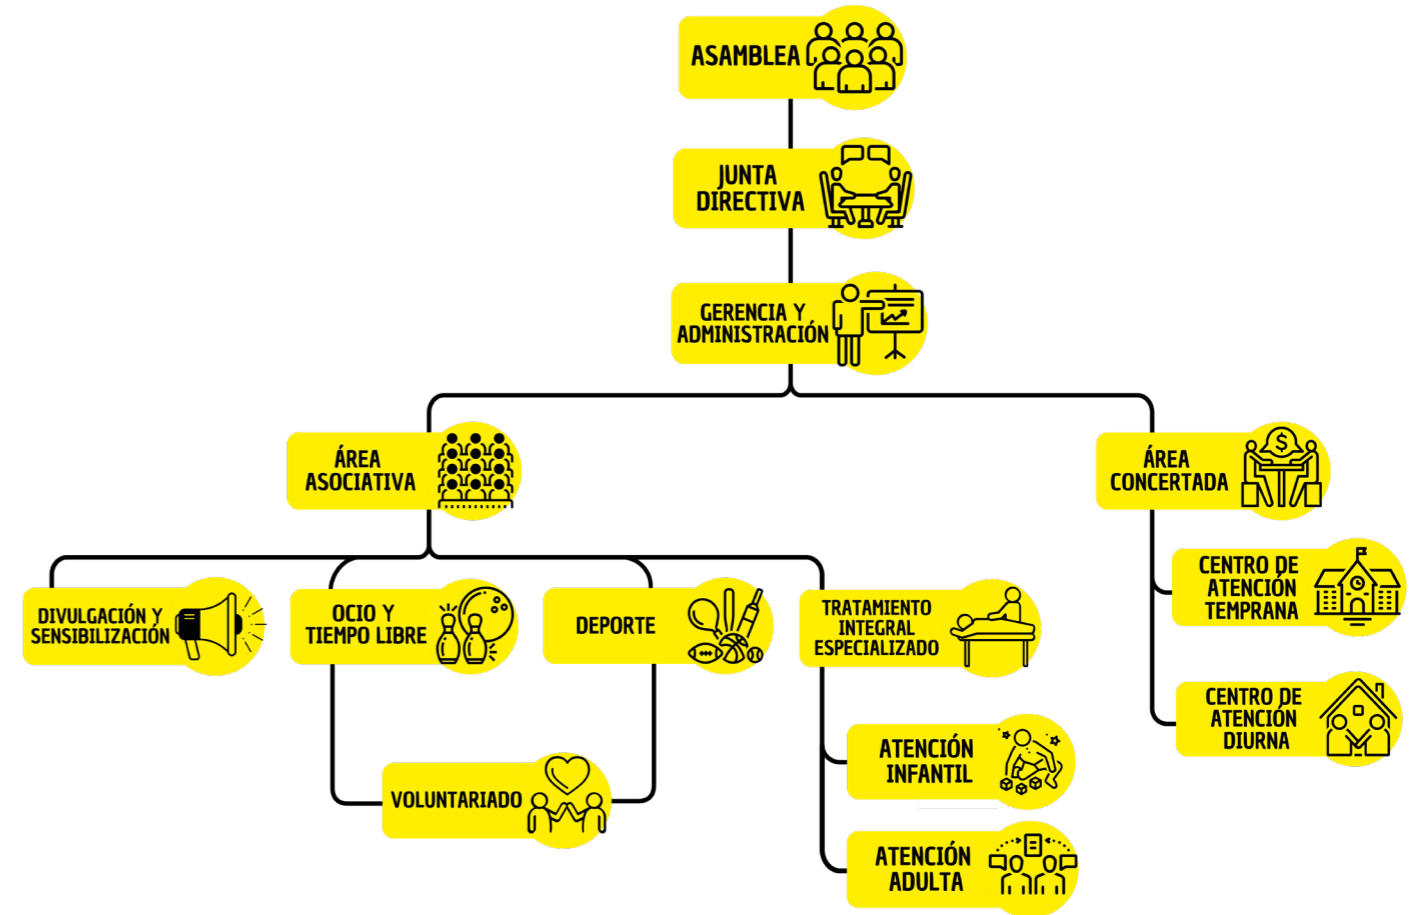 ASAMBLEA
JUNTA
DIRECTIVA
GERENCIA Y
ADMINISTRACIÓN
ÁREA
ASOCIATIVA
ÁREA
CONCERTADA
DIVULGACIÓN Y
SENSIBILIZACIÓN
OCIO Y
TIEMPO LIBRE
DEPORTE
TRATAMIENTO
INTEGRAL
ESPECIALIZADO
CENTRO DE
ATENCIÓN
TEMPRANA
CENTRO DE
ATENCIÓN
DIURNA
VOLUNTARIADO
ATENCIÓN
INFANTIL
ATENCIÓN
ADULTA
$